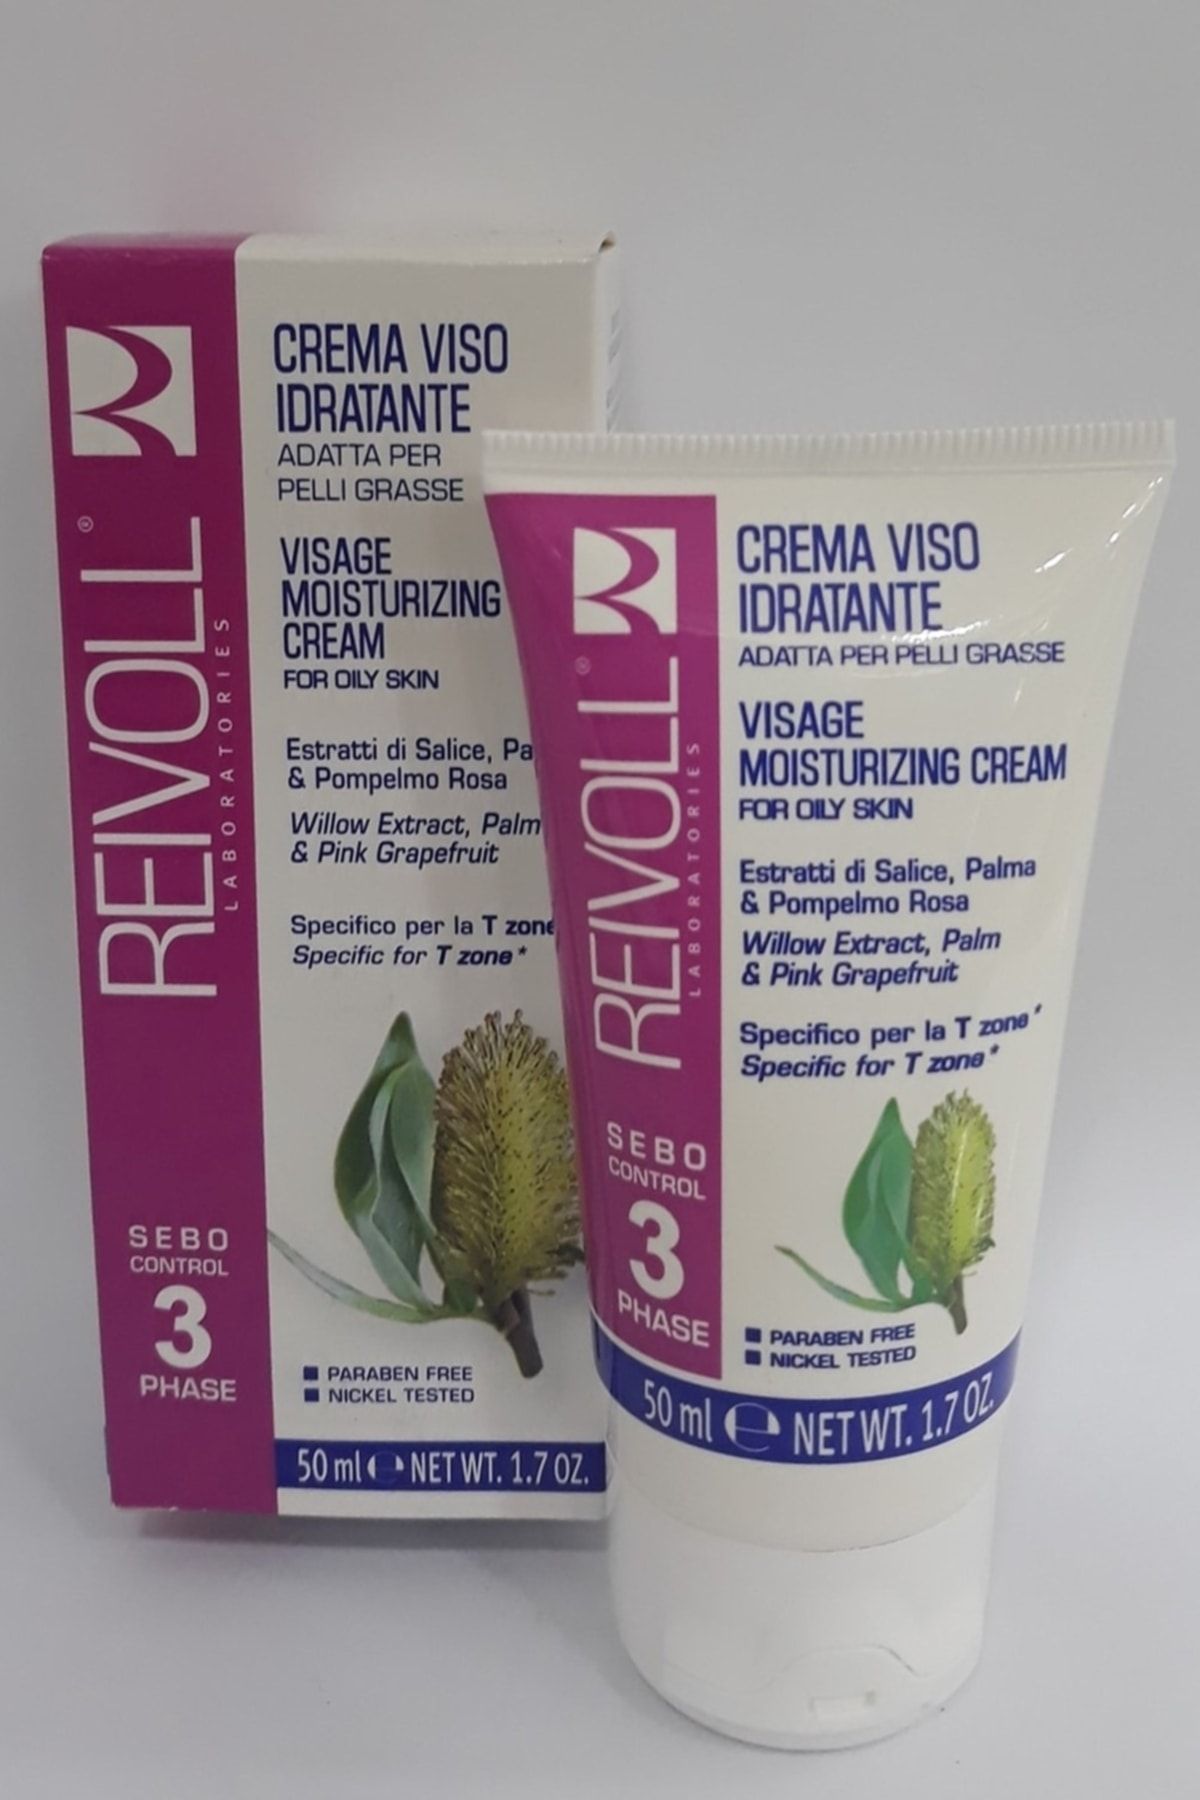 REIVOLL®
LABORATORIES
SEBO
CONTROL
3
PHASE
CREMA VISO
IDRATANTE
ADATTA PER
PELLI GRASSE
VISAGE
MOISTURIZING
CREAM
FOR OILY SKIN
Estratti di Salice, Pa
& Pompelmo Rosa
Willow Extract, Palm
& Pink Grapefruit
Specifico per la T zone
Specific for T zone*
PARABEN FREE
NICKEL TESTED
50 ml e NET WT. 1.7 OZ.
REIVOLL®
LABORATORIES
SEBO
CONTROL
3
PHASE
CREMA VISO
IDRATANTE
ADATTA PER PELLI GRASSE
VISAGE
MOISTURIZING CREAM
FOR OILY SKIN
Estratti di Salice, Palma
& Pompelmo Rosa
Willow Extract, Palm
& Pink Grapefruit
Specifico per la T zone*
Specific for T zone*
PARABEN FREE
NICKEL TESTED
50 ml e NET WT. 1.7 OZ.